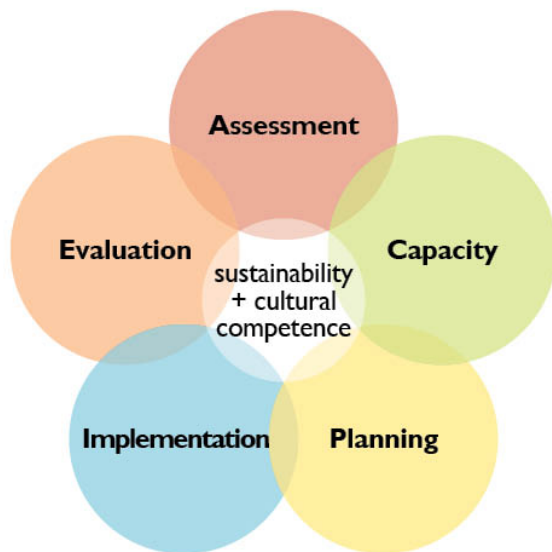 Assessment
Evaluation
Capacity
sustainability
+ cultural
competence
Implementation
Planning